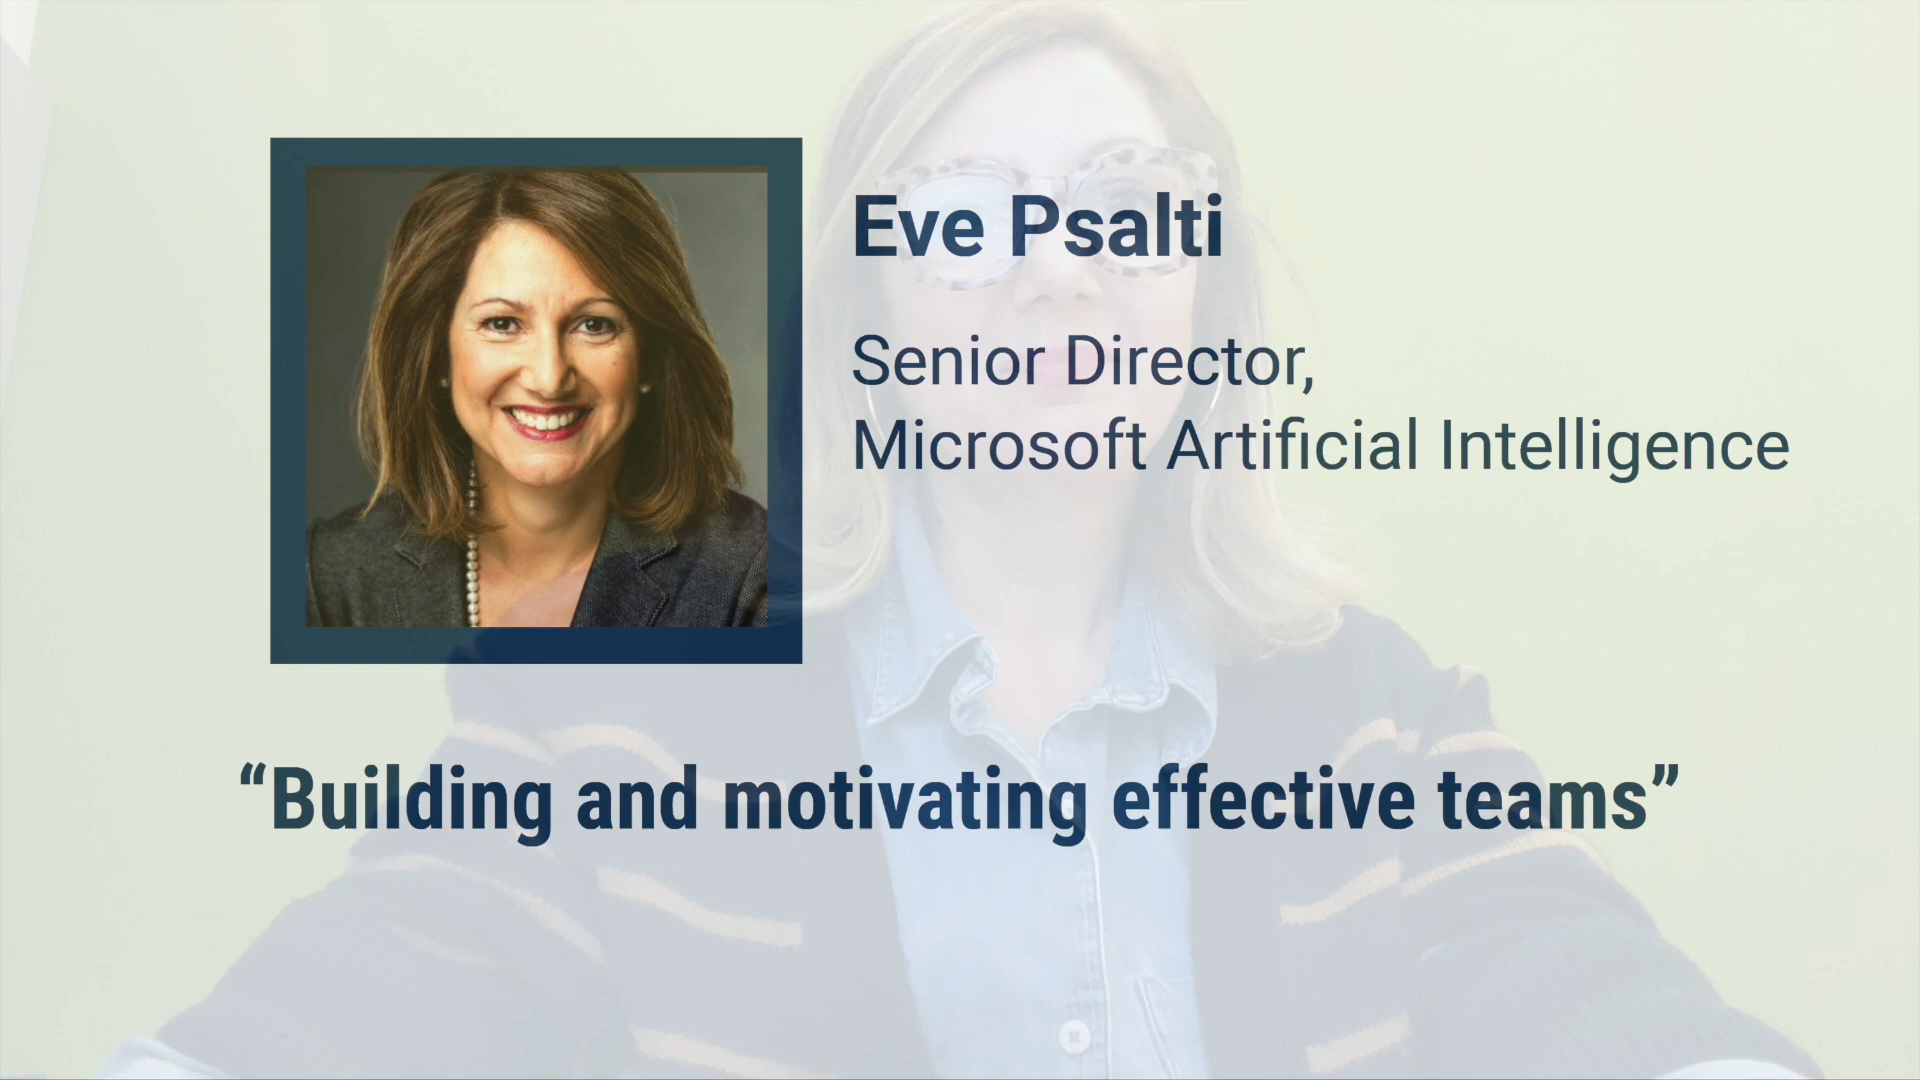 Eve Psalti
Senior Director,
Microsoft Artificial Intelligence
“Building and motivating effective teams”